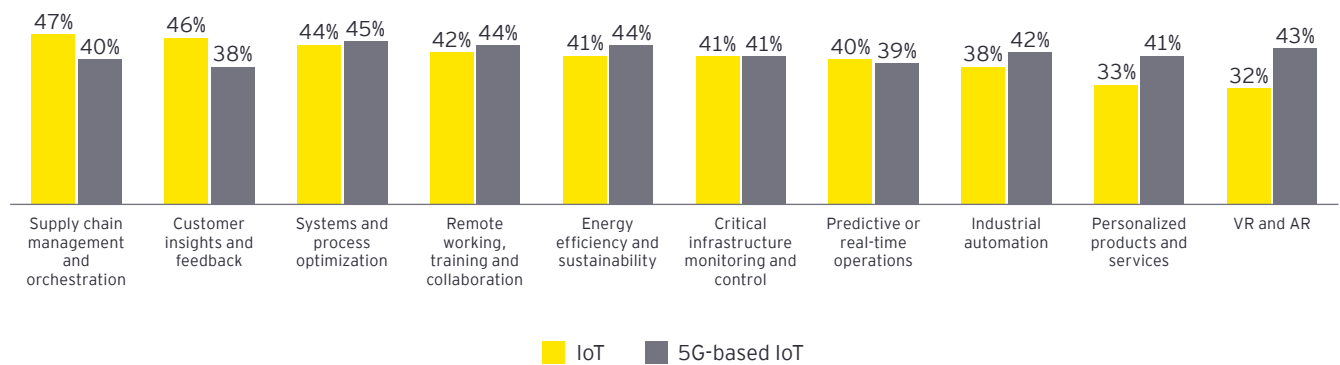 47% 40%
46% 38%
44% 45%
42% 44%
41% 44%
41% 41%
40% 39%
38% 42%
33% 41%
32% 43%
Supply chain
management
and
orchestration
Customer
insights and
feedback
Systems and
process
optimization
Remote
working,
training and
collaboration
Energy
efficiency and
sustainability
Critical
infrastructure
monitoring and
control
Predictive or
real-time
operations
Industrial
automation
Personalized
products and
services
VR and AR
IoT
5G-based IoT